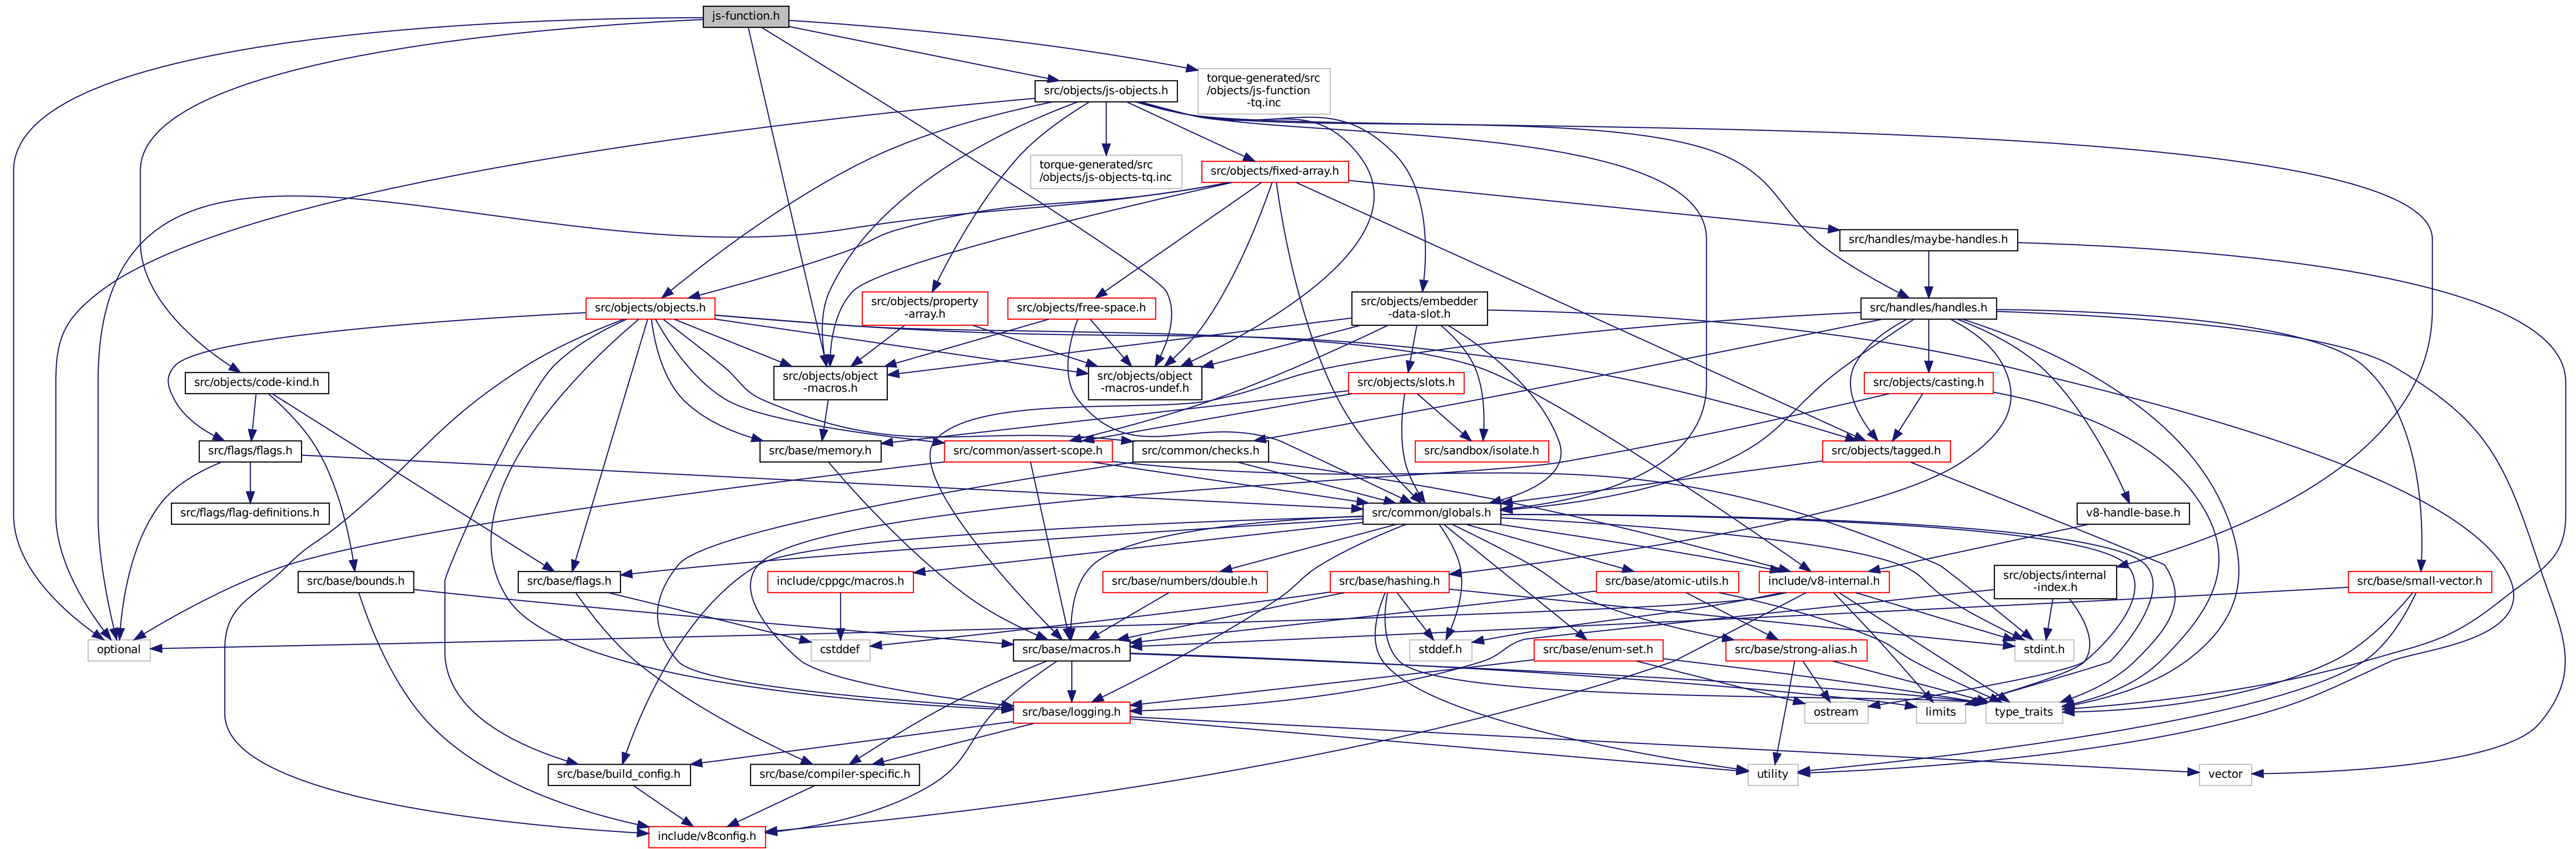 js-function.h
torque-generated/src
/objects/js-function
-tq.inc
src/objects/js-objects.h
torque-generated/src
/objects/js-objects-tq.inc
src/objects/fixed-array.h
src/handles/maybe-handles.h
src/objects/objects.h
src/objects/property
-array.h
src/objects/free-space.h
src/objects/embedder
-data-slot.h
src/handles/handles.h
src/objects/code-kind.h
src/objects/object
-macros.h
src/objects/object
-macros-undef.h
src/objects/slots.h
src/objects/casting.h
src/flags/flags.h
src/base/memory.h
src/common/assert-scope.h
src/common/checks.h
src/sandbox/isolate.h
src/objects/tagged.h
src/flags/flag-definitions.h
src/common/globals.h
v8-handle-base.h
src/base/bounds.h
src/base/flags.h
include/cppgc/macros.h
src/base/numbers/double.h
src/base/hashing.h
src/base/atomic-utils.h
include/v8-internal.h
src/objects/internal
-index.h
src/base/small-vector.h
optional
cstddef
src/base/macros.h
stddef.h
src/base/enum-set.h
src/base/strong-alias.h
stdint.h
src/base/logging.h
ostream
limits
type_traits
src/base/build_config.h
src/base/compiler-specific.h
utility
vector
include/v8config.h